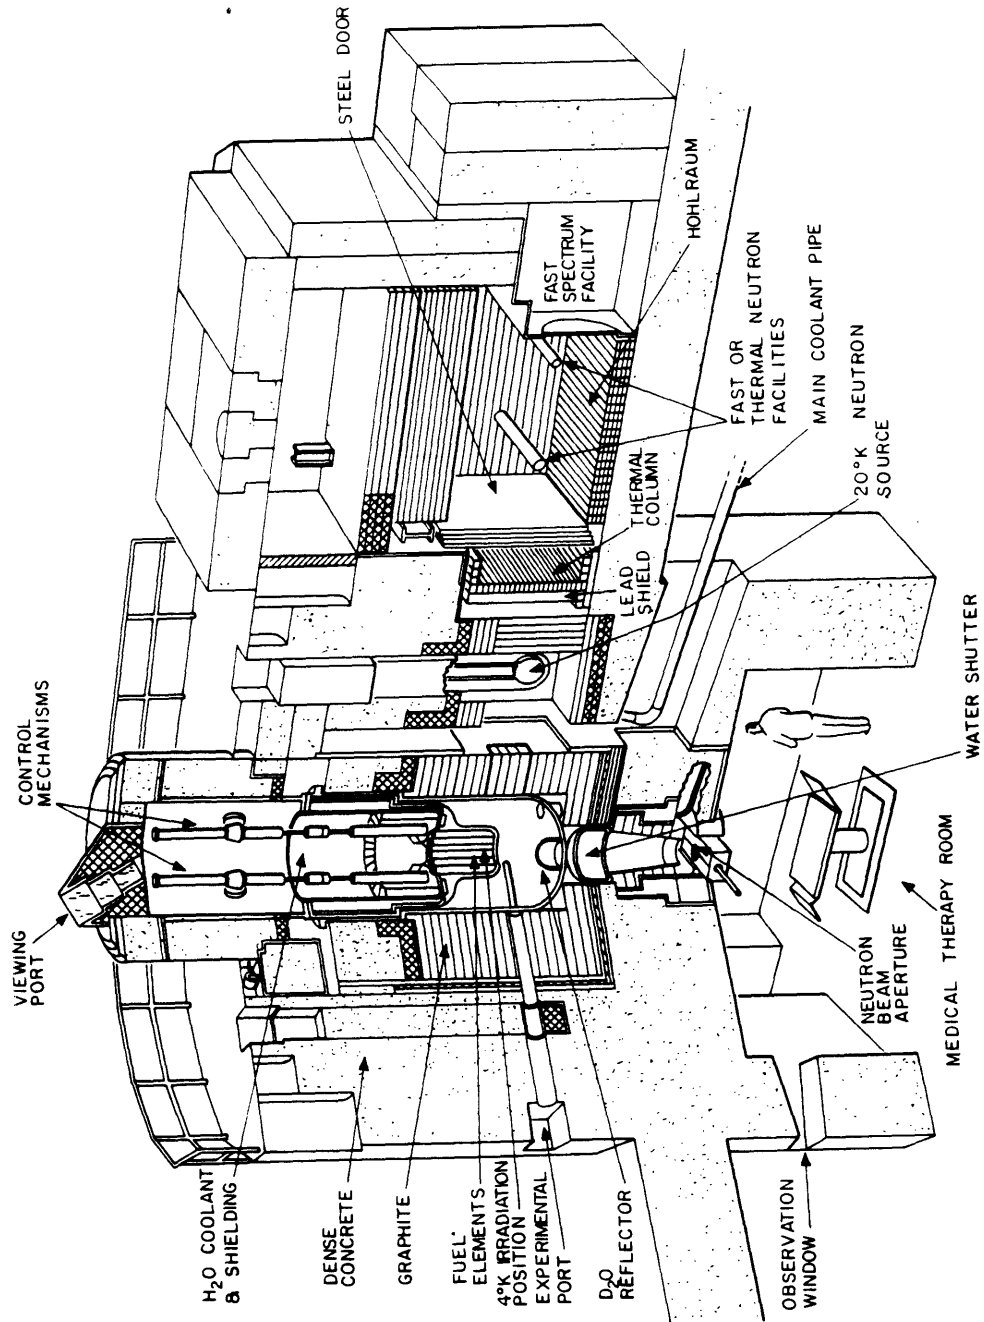 VIEWING
PORT
CONTROL
MECHANISMS
STEEL DOOR
H₂O COOLANT
& SHIELDING
DENSE
CONCRETE
GRAPHITE
FUEL
ELEMENTS
4°K IRRADIATION
POSITION
EXPERIMENTAL
PORT
D₂O
REFLECTOR
OBSERVATION
WINDOW
NEUTRON
BEAM
APERTURE
MEDICAL THERAPY ROOM
WATER SHUTTER
LEAD
SHIELD
THERMAL
COLUMN
20°K NEUTRON
SOURCE
MAIN COOLANT PIPE
FAST OR
THERMAL NEUTRON
FACILITIES
HOHLRAUM
FAST
SPECTRUM
FACILITY